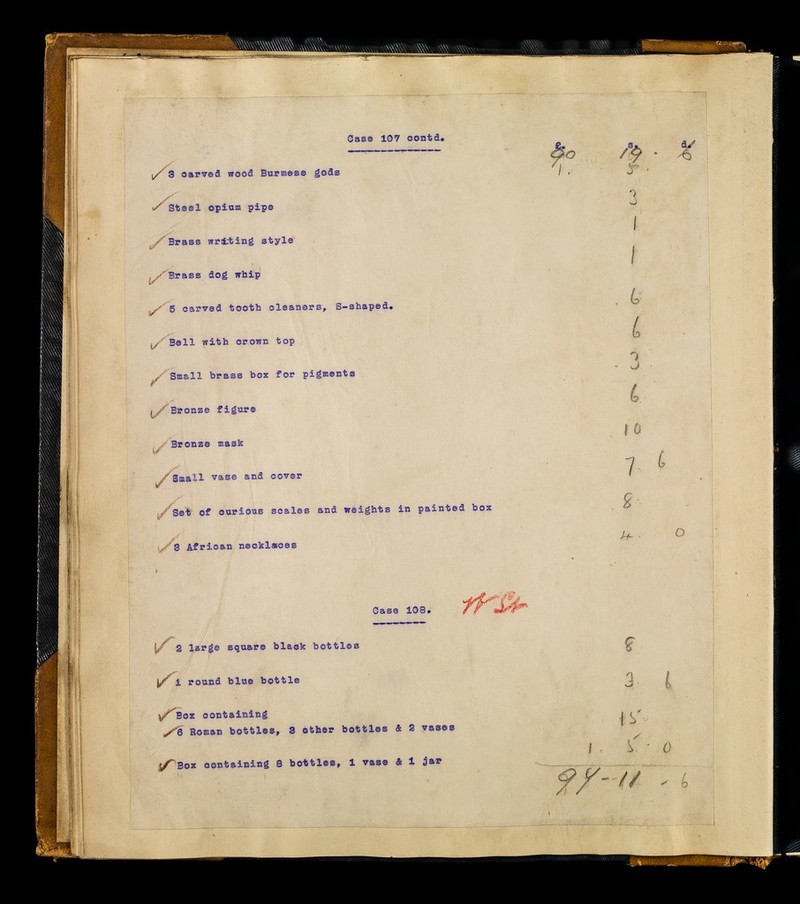 Case 107 contd.
£. s. d.
90 19 - 6
✓ 3 carved wood Burmese gods 1. 5.
✓ Steel opium pipe 3
✓ Brass writing style 1
✓ Brass dog whip 1
✓ 5 carved tooth cleaners, S-shaped. 6
✓ Bell with crown top 6
✓ Small brass box for pigments 3
✓ Bronze figure 6
✓ Bronze mask 10
✓ Small vase and cover 7. 6
✓ Set of curious scales and weights in painted box 8
✓ 3 African necklaces 4. 0
Case 108.
✓ 2 large square black bottles 8
✓ 1 round blue bottle 3. 6
✓ Box containing
✓ 6 Roman bottles, 3 other bottles & 2 vases 15
✓ Box containing 8 bottles, 1 vase & 1 jar 1. 5. 0
97 - 11 - 6